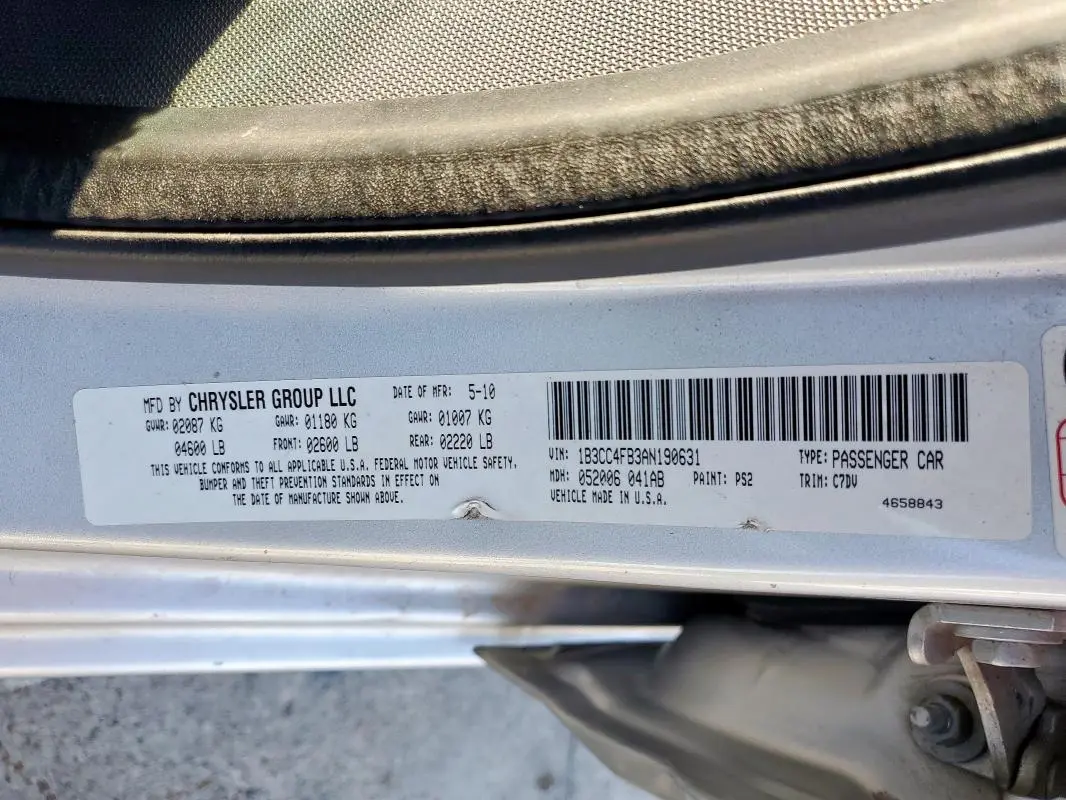 MFD BY CHRYSLER GROUP LLC DATE OF MFR: 5-10
GVWR: 02087 KG GAWR: 01180 KG GAWR: 01007 KG
04600 LB FRONT: 02600 LB REAR: 02220 LB
THIS VEHICLE CONFORMS TO ALL APPLICABLE U.S.A. FEDERAL MOTOR VEHICLE SAFETY,
BUMPER AND THEFT PREVENTION STANDARDS IN EFFECT ON
THE DATE OF MANUFACTURE SHOWN ABOVE.
VIN: 1B3CC4FB3AN190631 TYPE: PASSENGER CAR
MDH: 052006 041AB PAINT: PS2 TRIM: C7DV
VEHICLE MADE IN U.S.A.
4658843